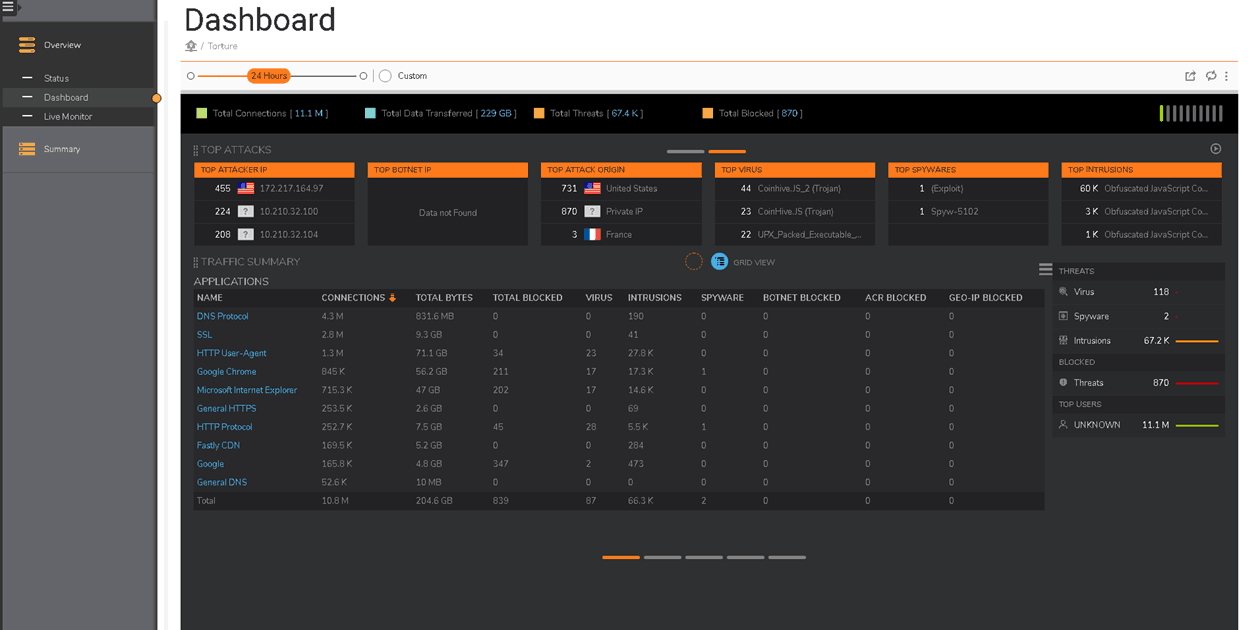 Dashboard
/ Torture
Overview
Status
Dashboard
Live Monitor
Summary
24 Hours Custom
Total Connections [ 11.1 M ] Total Data Transferred [ 229 GB ] Total Threats [ 67.4 K ] Total Blocked [ 870 ]
TOP ATTACKS
TOP ATTACKER IP TOP BOTNET IP TOP ATTACK ORIGIN TOP VIRUS TOP SPYWARES TOP INTRUSIONS
455 172.217.164.97 731 United States 44 Coinhive.JS_2 (Trojan) 1 (Exploit) 60 K Obfuscated JavaScript Co...
224 ? 10.210.32.100 Data not Found 870 ? Private IP 23 CoinHive.JS (Trojan) 1 Spyw-5102 3 K Obfuscated JavaScript Co...
208 ? 10.210.32.104 3 France 22 UPX_Packed_Executable_... 1 K Obfuscated JavaScript Co...
TRAFFIC SUMMARY GRID VIEW
APPLICATIONS
NAME CONNECTIONS TOTAL BYTES TOTAL BLOCKED VIRUS INTRUSIONS SPYWARE BOTNET BLOCKED ACR BLOCKED GEO-IP BLOCKED
DNS Protocol 4.3 M 831.6 MB 0 0 190 0 0 0 0
SSL 2.8 M 9.3 GB 0 0 41 0 0 0 0
HTTP User-Agent 1.3 M 71.1 GB 34 23 27.8 K 0 0 0 0
Google Chrome 845 K 56.2 GB 211 17 17.3 K 1 0 0 0
Microsoft Internet Explorer 715.3 K 47 GB 202 17 14.6 K 0 0 0 0
General HTTPS 253.5 K 2.6 GB 0 0 69 0 0 0 0
HTTP Protocol 252.7 K 7.5 GB 45 28 5.5 K 1 0 0 0
Fastly CDN 169.5 K 5.2 GB 0 0 284 0 0 0 0
Google 165.8 K 4.8 GB 347 2 473 0 0 0 0
General DNS 52.6 K 10 MB 0 0 0 0 0 0 0
Total 10.8 M 204.6 GB 839 87 66.3 K 2 0 0 0
THREATS
Virus 118
Spyware 2
Intrusions 67.2 K
BLOCKED
Threats 870
TOP USERS
UNKNOWN 11.1 M